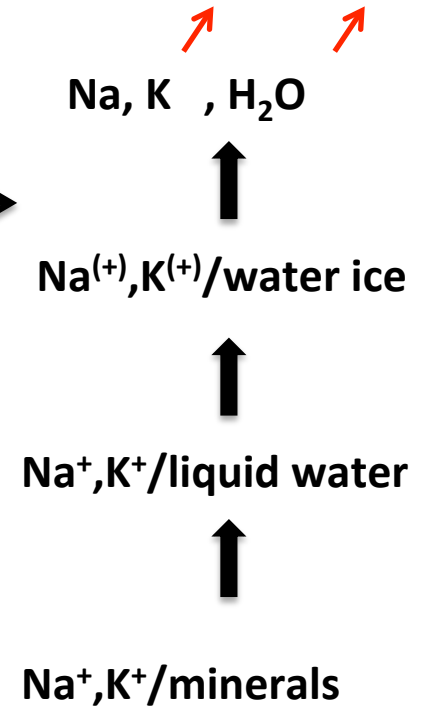 Na, K , H₂O
Na⁽⁺⁾,K⁽⁺⁾/water ice
Na⁺,K⁺/liquid water
Na⁺,K⁺/minerals